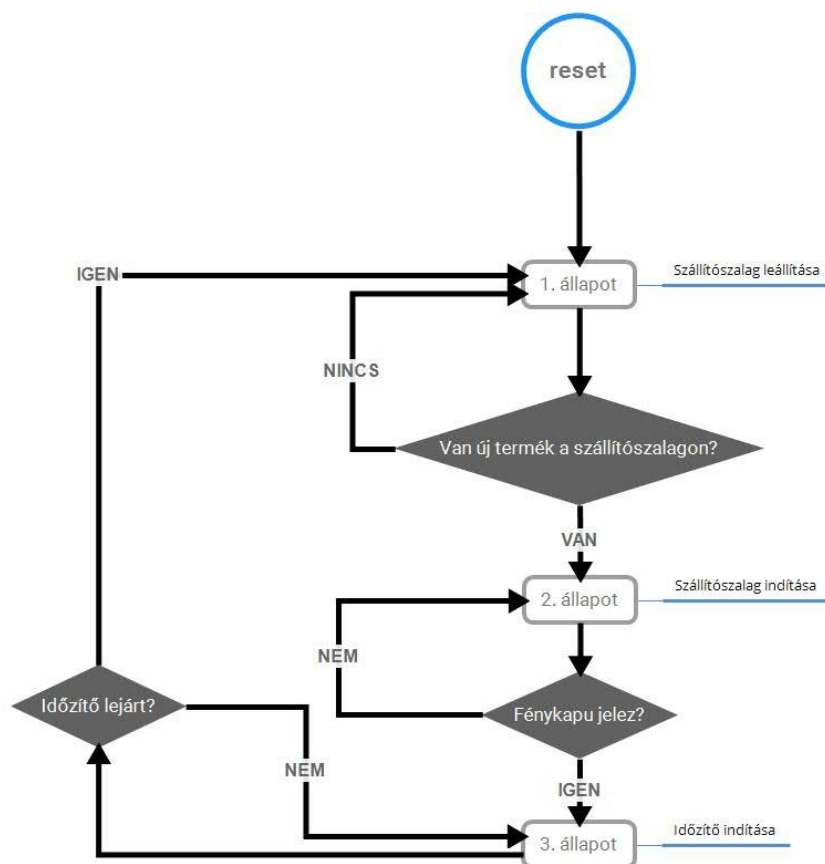 reset
IGEN
1. állapot
Szállítószalag leállítása
NINCS
Van új termék a szállítószalagon?
VAN
2. állapot
Szállítószalag indítása
NEM
Időzítő lejárt?
Fénykapu jelez?
NEM
IGEN
3. állapot
Időzítő indítása